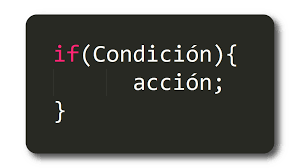 if(Condición){
acción;
}